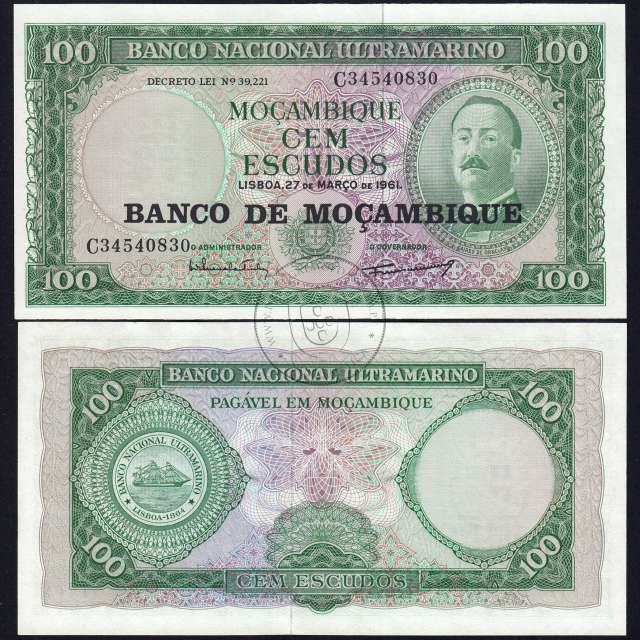 100 BANCO NACIONAL ULTRAMARINO 100
DECRETO LEI Nº 39,221 C34540830
MOÇAMBIQUE
CEM
ESCUDOS
LISBOA, 27 DE MARÇO DE 1961.
BANCO DE MOÇAMBIQUE
C34540830 O ADMINISTRADOR O GOVERNADOR
100 100
BANCO NACIONAL ULTRAMARINO
100 PAGÁVEL EM MOÇAMBIQUE 100
BANCO NACIONAL ULTRAMARINO
LISBOA-1864
100 CEM ESCUDOS 100